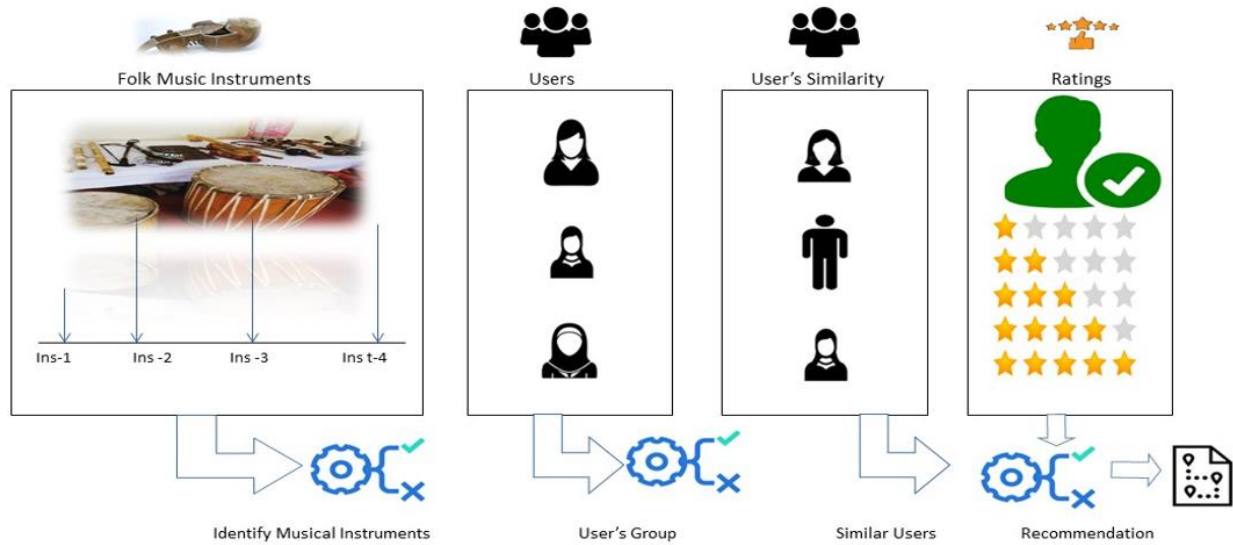 Folk Music Instruments
Users
User's Similarity
Ratings
Ins-1
Ins -2
Ins -3
Ins t-4
Identify Musical Instruments
User's Group
Similar Users
Recommendation